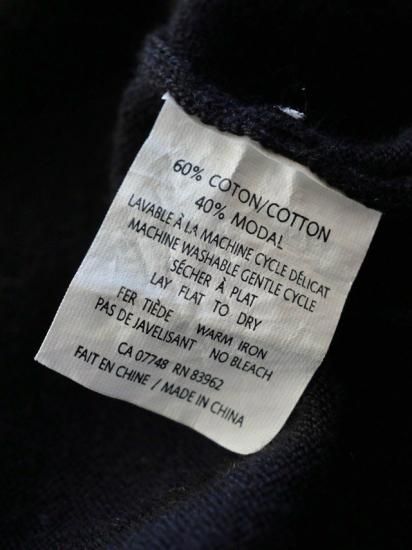 60% COTON/COTTON
40% MODAL
LAVABLE À LA MACHINE CYCLE DÉLICAT
MACHINE WASHABLE GENTLE CYCLE
SÉCHER À PLAT
LAY FLAT TO DRY
FER TIÈDE WARM IRON
PAS DE JAVELISANT NO BLEACH
CA 07748 RN 83962
FAIT EN CHINE / MADE IN CHINA